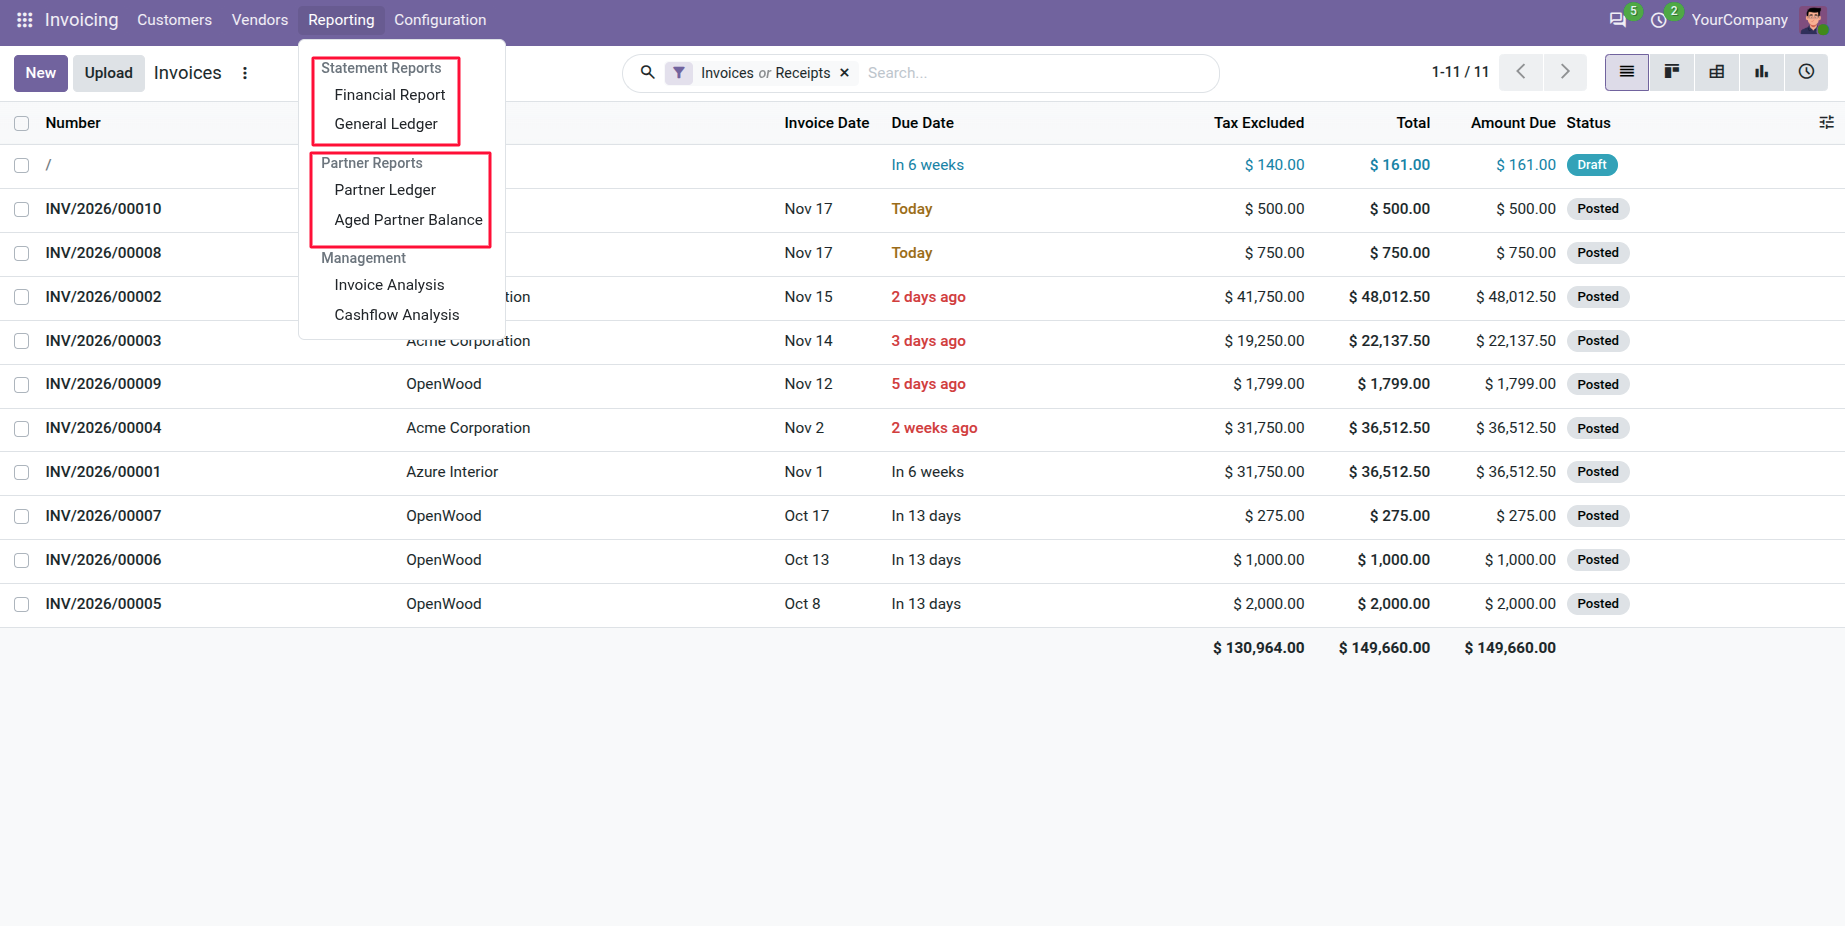 Invoicing Customers Vendors Reporting Configuration 5 2 YourCompany
New Upload Invoices Invoices or Receipts Search... 1-11 / 11
Statement Reports
Financial Report
General Ledger
Partner Reports
Partner Ledger
Aged Partner Balance
Management
Invoice Analysis
Cashflow Analysis
Number Invoice Date Due Date Tax Excluded Total Amount Due Status
/ In 6 weeks $ 140.00 $ 161.00 $ 161.00 Draft
INV/2026/00010 Nov 17 Today $ 500.00 $ 500.00 $ 500.00 Posted
INV/2026/00008 Nov 17 Today $ 750.00 $ 750.00 $ 750.00 Posted
INV/2026/00002 tion Nov 15 2 days ago $ 41,750.00 $ 48,012.50 $ 48,012.50 Posted
INV/2026/00003 Acme Corporation Nov 14 3 days ago $ 19,250.00 $ 22,137.50 $ 22,137.50 Posted
INV/2026/00009 OpenWood Nov 12 5 days ago $ 1,799.00 $ 1,799.00 $ 1,799.00 Posted
INV/2026/00004 Acme Corporation Nov 2 2 weeks ago $ 31,750.00 $ 36,512.50 $ 36,512.50 Posted
INV/2026/00001 Azure Interior Nov 1 In 6 weeks $ 31,750.00 $ 36,512.50 $ 36,512.50 Posted
INV/2026/00007 OpenWood Oct 17 In 13 days $ 275.00 $ 275.00 $ 275.00 Posted
INV/2026/00006 OpenWood Oct 13 In 13 days $ 1,000.00 $ 1,000.00 $ 1,000.00 Posted
INV/2026/00005 OpenWood Oct 8 In 13 days $ 2,000.00 $ 2,000.00 $ 2,000.00 Posted
$ 130,964.00 $ 149,660.00 $ 149,660.00